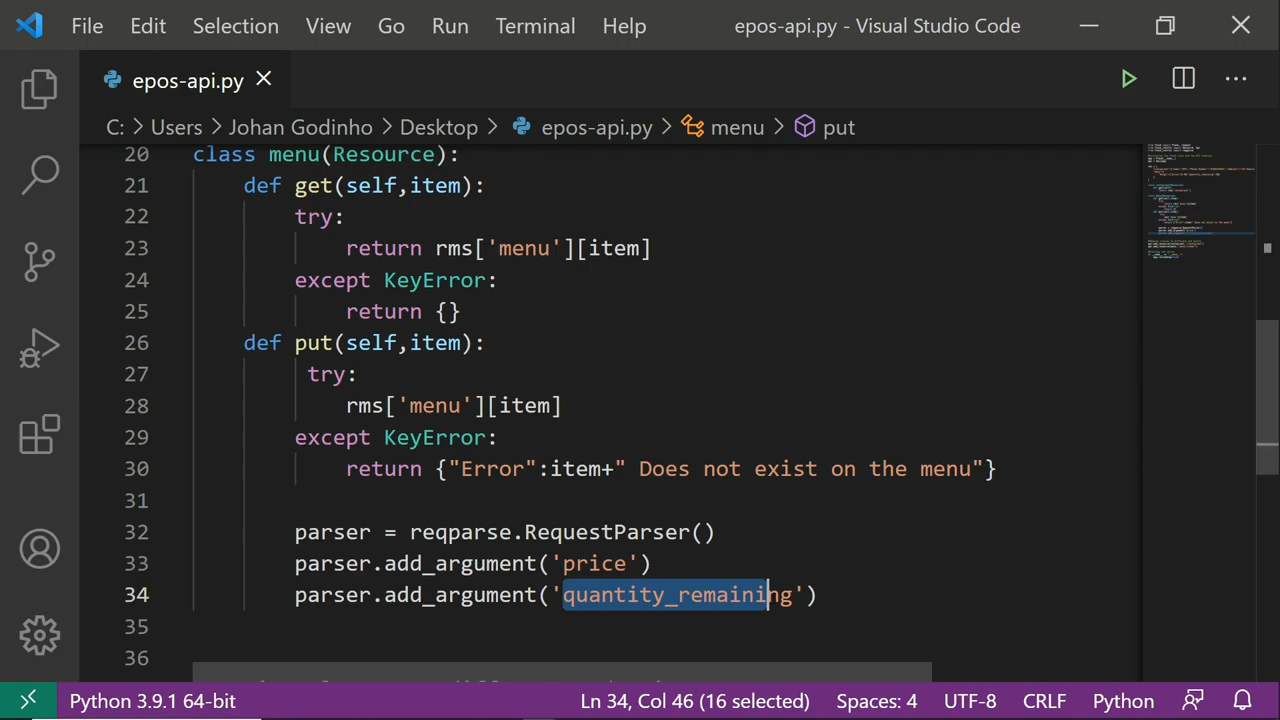 File Edit Selection View Go Run Terminal Help epos-api.py - Visual Studio Code
epos-api.py
C: > Users > Johan Godinho > Desktop > epos-api.py > menu > put
20 class menu(Resource):
21 def get(self,item):
22 try:
23 return rms['menu'][item]
24 except KeyError:
25 return {}
26 def put(self,item):
27 try:
28 rms['menu'][item]
29 except KeyError:
30 return {"Error":item+" Does not exist on the menu"}
31
32 parser = reqparse.RequestParser()
33 parser.add_argument('price')
34 parser.add_argument('quantity_remaining')
35
36
Python 3.9.1 64-bit Ln 34, Col 46 (16 selected) Spaces: 4 UTF-8 CRLF Python